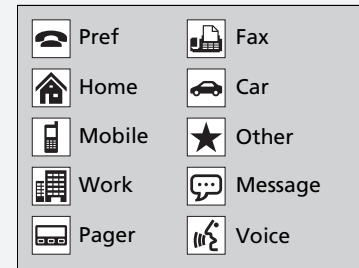 Pref
Home
Mobile
Work
Pager
Fax
Car
Other
Message
Voice